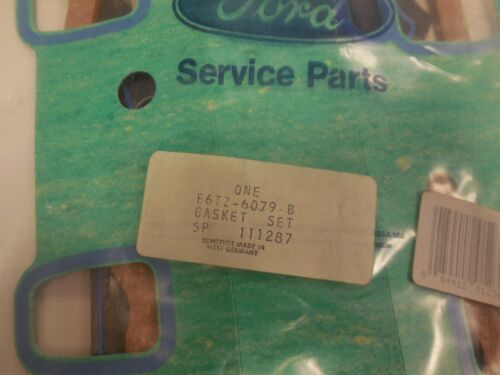 Ford
Service Parts
ONE
E6TZ-6079-B
GASKET SET
SP 111287
CONTENTS MADE IN
WEST GERMANY